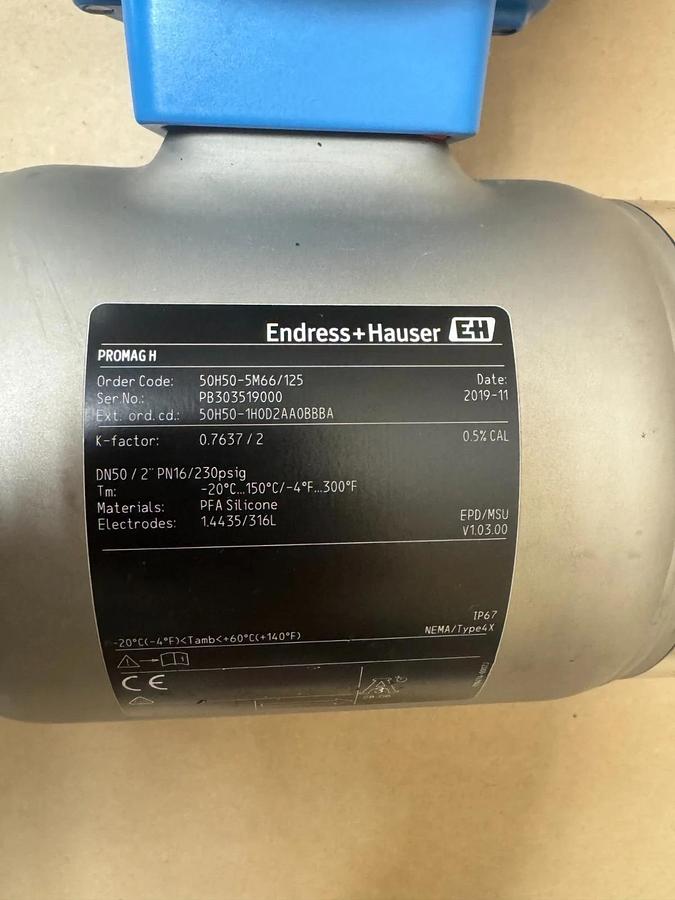 Endress+Hauser EH
PROMAG H
Order Code: 50H50-5M66/125 Date:
Ser.No.: PB303519000 2019-11
Ext. ord. cd.: 50H50-1H0D2AA0BBBA
K-factor: 0.7637 / 2 0.5% CAL
DN50 / 2" PN16/230psig
Tm: -20°C...150°C/-4°F...300°F
Materials: PFA Silicone
Electrodes: 1.4435/316L EPD/MSU
V1.03.00
IP67
NEMA/Type4X
-20°C(-4°F)<Tamb<+60°C(+140°F)
CE